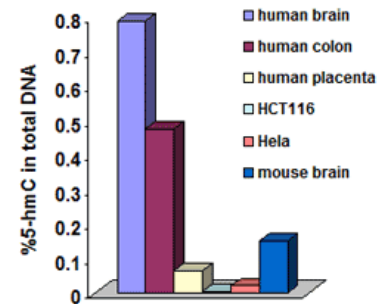 %5-hmC in total DNA
0.8
0.7
0.6
0.5
0.4
0.3
0.2
0.1
0
human brain
human colon
human placenta
HCT116
Hela
mouse brain